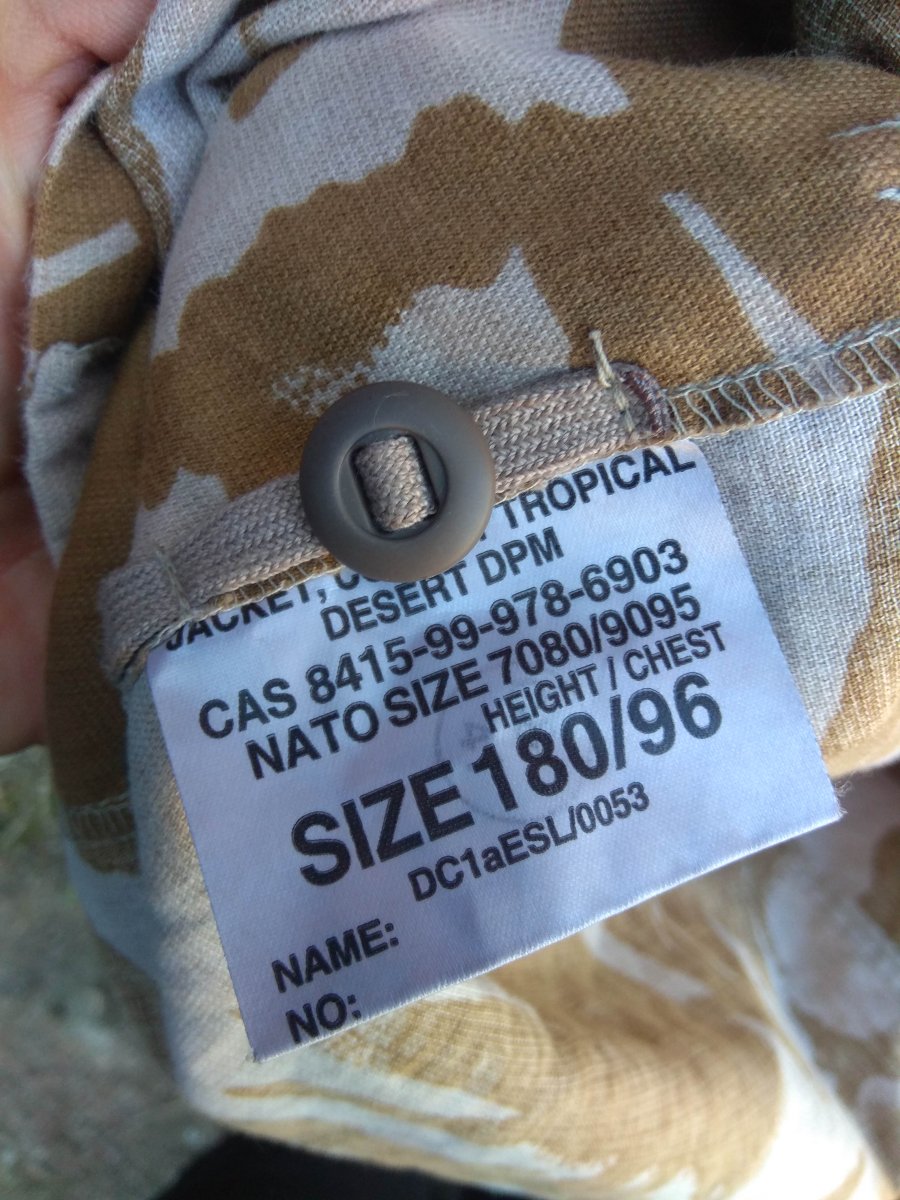 JACKET, TROPICAL
DESERT DPM
CAS 8415-99-978-6903
NATO SIZE 7080/9095
HEIGHT / CHEST
SIZE 180/96
DC1aESL/0053
NAME:
NO: